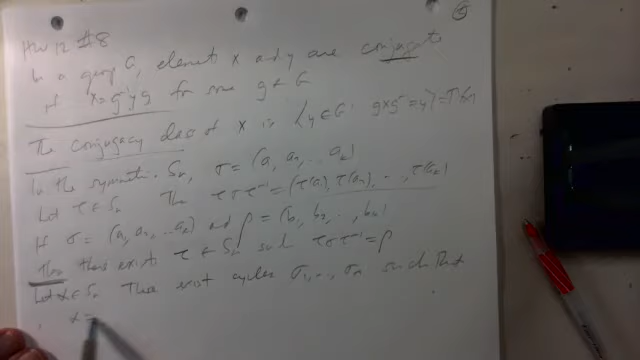 HW 12 #8
In a group G, elements x and y are conjugate
if x = g⁻¹yg for some g ∈ G
The conjugacy class of x is {y ∈ G: gxg⁻¹ = y}
In the symmetric Sn, σ = (a₁ a₂, ... aₖ)
Let τ ∈ Sn Then τστ⁻¹ = (τ(a₁), τ(a₂), ..., τ(aₖ))
If σ = (a₁ a₂, ... aₖ) and ρ = (b₁ b₂, ..., bₖ)
Then there exists τ ∈ Sn such τστ⁻¹ = ρ
Let α ∈ Sn There exist cycles σ₁, ..., σₘ such that
α =